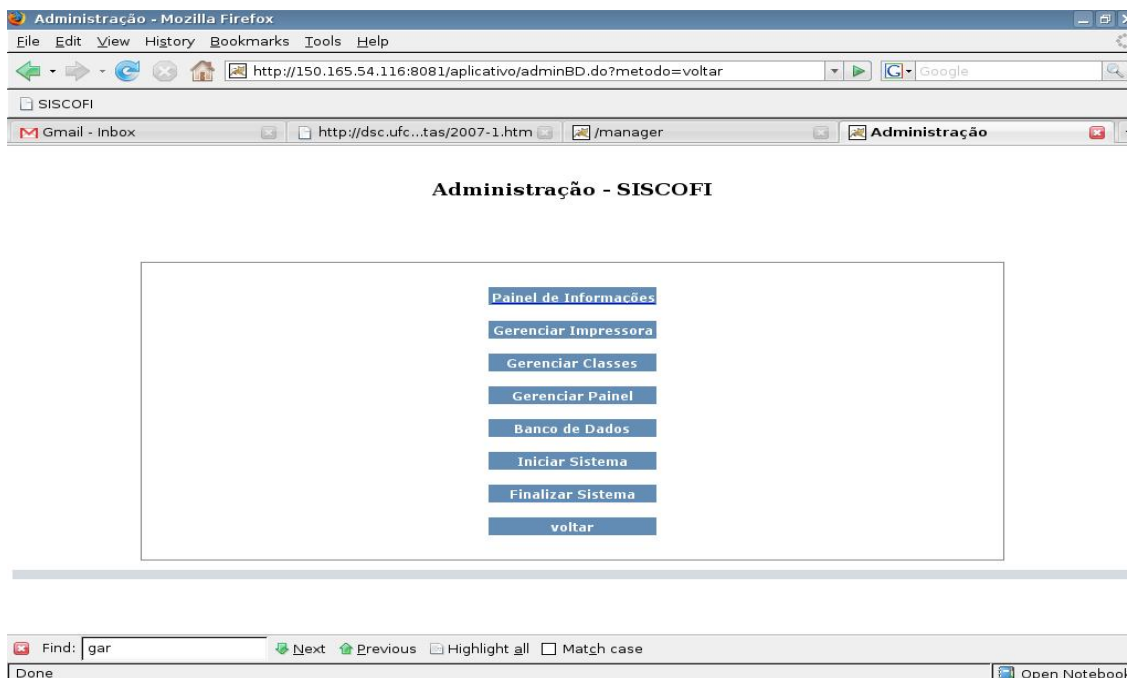 Administração - Mozilla Firefox
File Edit View History Bookmarks Tools Help
http://150.165.54.116:8081/aplicativo/adminBD.do?metodo=voltar G Google
SISCOFI
Gmail - Inbox http://dsc.ufc...tas/2007-1.htm /manager Administração
Administração - SISCOFI
Painel de Informações
Gerenciar Impressora
Gerenciar Classes
Gerenciar Painel
Banco de Dados
Iniciar Sistema
Finalizar Sistema
voltar
Find: gar Next Previous Highlight all Match case
Done Open Notebook